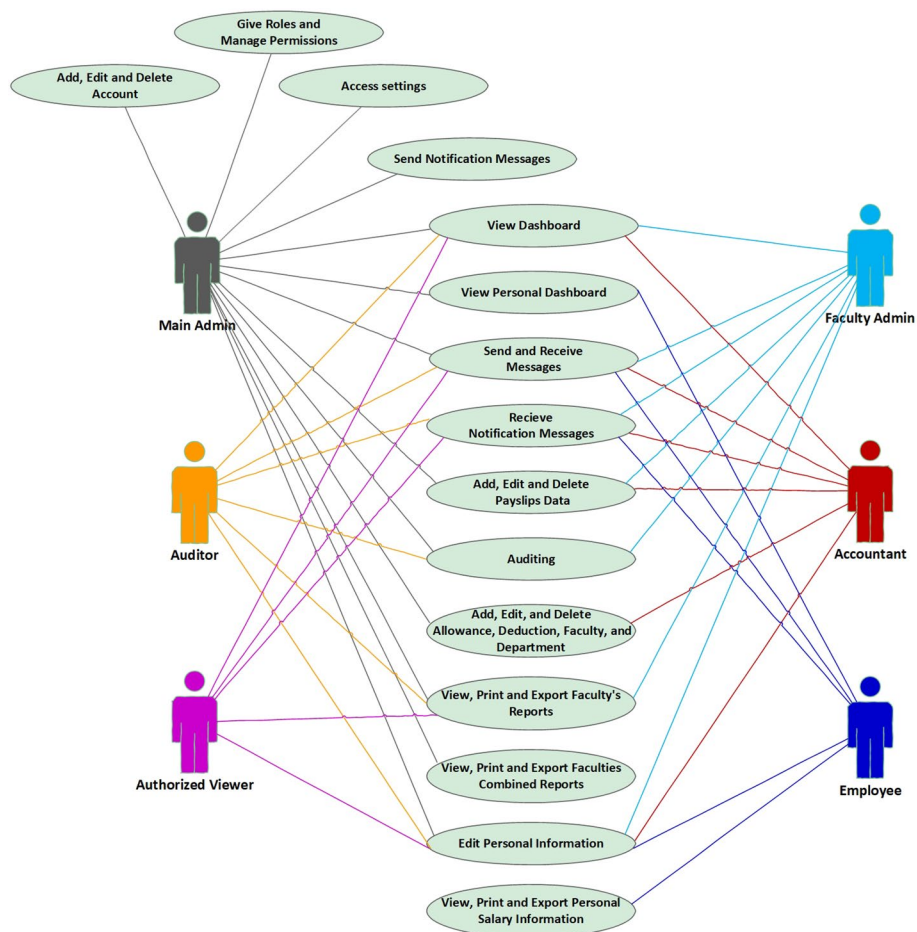 Give Roles and
Manage Permissions
Add, Edit and Delete
Account
Access settings
Send Notification Messages
View Dashboard
Main Admin
Faculty Admin
View Personal Dashboard
Send and Receive
Messages
Recieve
Notification Messages
Auditor
Accountant
Add, Edit and Delete
Payslips Data
Auditing
Add, Edit, and Delete
Allowance, Deduction, Faculty, and
Department
View, Print and Export Faculty's
Reports
Authorized Viewer
Employee
View, Print and Export Faculties
Combined Reports
Edit Personal Information
View, Print and Export Personal
Salary Information